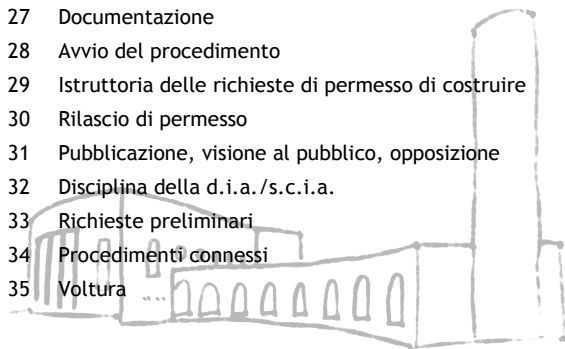 27 Documentazione
28 Avvio del procedimento
29 Istruttoria delle richieste di permesso di costruire
30 Rilascio di permesso
31 Pubblicazione, visione al pubblico, opposizione
32 Disciplina della d.i.a./s.c.i.a.
33 Richieste preliminari
34 Procedimenti connessi
35 Voltura